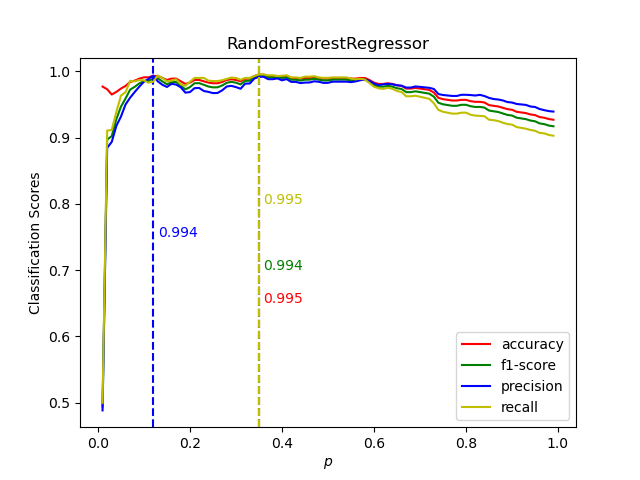 RandomForestRegressor
Classification Scores
1.0
0.9
0.8
0.7
0.6
0.5
0.995
0.994
0.994
0.995
accuracy
f1-score
precision
recall
0.0 0.2 0.4 0.6 0.8 1.0
p